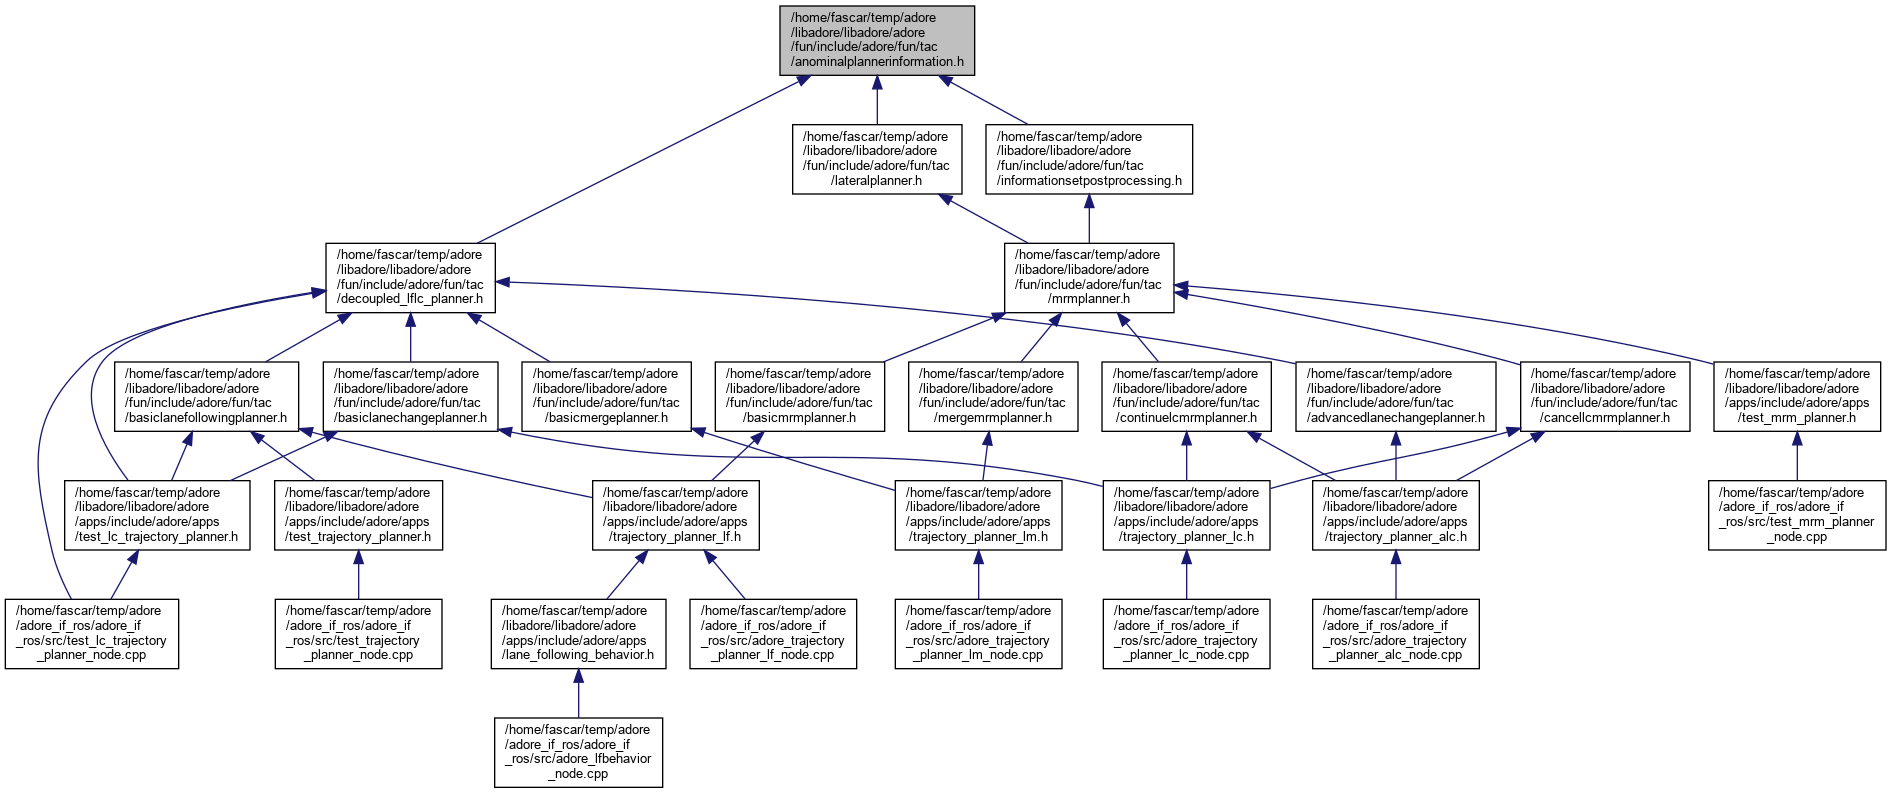 /home/fascar/temp/adore
/libadore/libadore/adore
/fun/include/adore/fun/tac
/anominalplannerinformation.h
/home/fascar/temp/adore
/libadore/libadore/adore
/fun/include/adore/fun/tac
/lateralplanner.h
/home/fascar/temp/adore
/libadore/libadore/adore
/fun/include/adore/fun/tac
/informationsetpostprocessing.h
/home/fascar/temp/adore
/libadore/libadore/adore
/fun/include/adore/fun/tac
/decoupled_lflc_planner.h
/home/fascar/temp/adore
/libadore/libadore/adore
/fun/include/adore/fun/tac
/mrmplanner.h
/home/fascar/temp/adore
/libadore/libadore/adore
/fun/include/adore/fun/tac
/basiclanefollowingplanner.h
/home/fascar/temp/adore
/libadore/libadore/adore
/fun/include/adore/fun/tac
/basiclanechangeplanner.h
/home/fascar/temp/adore
/libadore/libadore/adore
/fun/include/adore/fun/tac
/basicmergeplanner.h
/home/fascar/temp/adore
/libadore/libadore/adore
/fun/include/adore/fun/tac
/basicmrmplanner.h
/home/fascar/temp/adore
/libadore/libadore/adore
/fun/include/adore/fun/tac
/mergemrmplanner.h
/home/fascar/temp/adore
/libadore/libadore/adore
/fun/include/adore/fun/tac
/continuelcmrmplanner.h
/home/fascar/temp/adore
/libadore/libadore/adore
/fun/include/adore/fun/tac
/advancedlanechangeplanner.h
/home/fascar/temp/adore
/libadore/libadore/adore
/fun/include/adore/fun/tac
/cancellcmrmplanner.h
/home/fascar/temp/adore
/libadore/libadore/adore
/apps/include/adore/apps
/test_mrm_planner.h
/home/fascar/temp/adore
/libadore/libadore/adore
/apps/include/adore/apps
/test_lc_trajectory_planner.h
/home/fascar/temp/adore
/libadore/libadore/adore
/apps/include/adore/apps
/test_trajectory_planner.h
/home/fascar/temp/adore
/libadore/libadore/adore
/apps/include/adore/apps
/trajectory_planner_lf.h
/home/fascar/temp/adore
/libadore/libadore/adore
/apps/include/adore/apps
/trajectory_planner_lm.h
/home/fascar/temp/adore
/libadore/libadore/adore
/apps/include/adore/apps
/trajectory_planner_lc.h
/home/fascar/temp/adore
/libadore/libadore/adore
/apps/include/adore/apps
/trajectory_planner_alc.h
/home/fascar/temp/adore
/adore_if_ros/adore_if
_ros/src/test_mrm_planner
_node.cpp
/home/fascar/temp/adore
/adore_if_ros/adore_if
_ros/src/test_lc_trajectory
_planner_node.cpp
/home/fascar/temp/adore
/adore_if_ros/adore_if
_ros/src/test_trajectory
_planner_node.cpp
/home/fascar/temp/adore
/libadore/libadore/adore
/apps/include/adore/apps
/lane_following_behavior.h
/home/fascar/temp/adore
/adore_if_ros/adore_if
_ros/src/adore_trajectory
_planner_lf_node.cpp
/home/fascar/temp/adore
/adore_if_ros/adore_if
_ros/src/adore_trajectory
_planner_lm_node.cpp
/home/fascar/temp/adore
/adore_if_ros/adore_if
_ros/src/adore_trajectory
_planner_lc_node.cpp
/home/fascar/temp/adore
/adore_if_ros/adore_if
_ros/src/adore_trajectory
_planner_alc_node.cpp
/home/fascar/temp/adore
/adore_if_ros/adore_if
_ros/src/adore_lfbehavior
_node.cpp